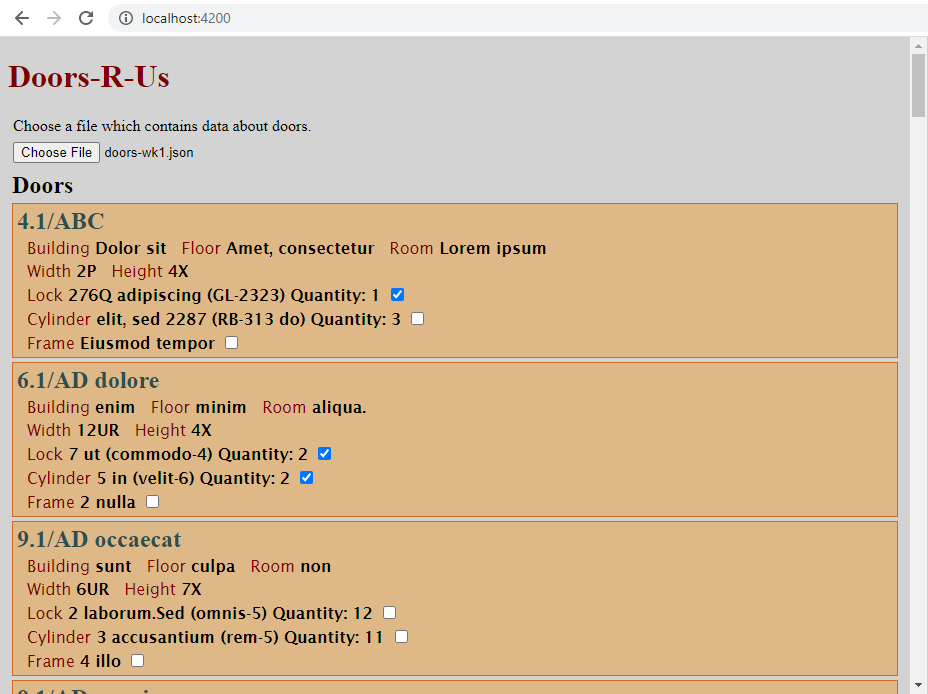 localhost:4200
Doors-R-Us
Choose a file which contains data about doors.
Choose File doors-wk1.json
Doors
4.1/ABC
Building Dolor sit Floor Amet, consectetur Room Lorem ipsum
Width 2P Height 4X
Lock 276Q adipiscing (GL-2323) Quantity: 1
Cylinder elit, sed 2287 (RB-313 do) Quantity: 3
Frame Eiusmod tempor
6.1/AD dolore
Building enim Floor minim Room aliqua.
Width 12UR Height 4X
Lock 7 ut (commodo-4) Quantity: 2
Cylinder 5 in (velit-6) Quantity: 2
Frame 2 nulla
9.1/AD occaecat
Building sunt Floor culpa Room non
Width 6UR Height 7X
Lock 2 laborum.Sed (omnis-5) Quantity: 12
Cylinder 3 accusantium (rem-5) Quantity: 11
Frame 4 illo